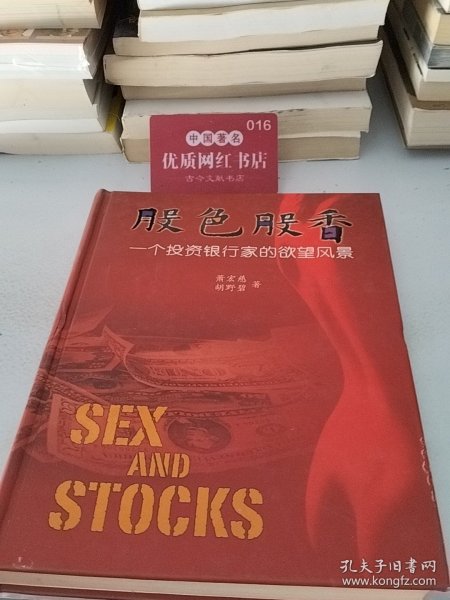 016
中国著名
优质网红书店
古今文献书店
股色股香
一个投资银行家的欲望风景
萧宏慈
胡野碧 著
SEX
AND
STOCKS
孔夫子旧书网
www.kongfz.com